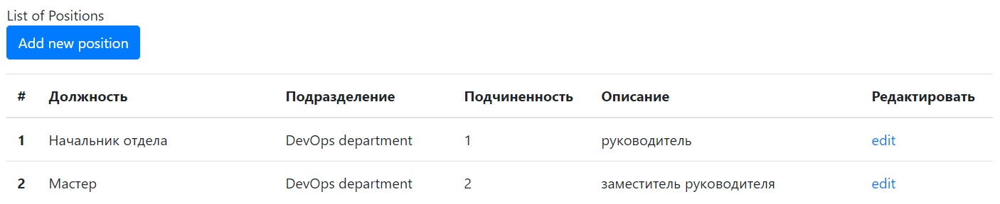 List of Positions
Add new position
# Должность Подразделение Подчиненность Описание Редактировать
1 Начальник отдела DevOps department 1 руководитель edit
2 Мастер DevOps department 2 заместитель руководителя edit